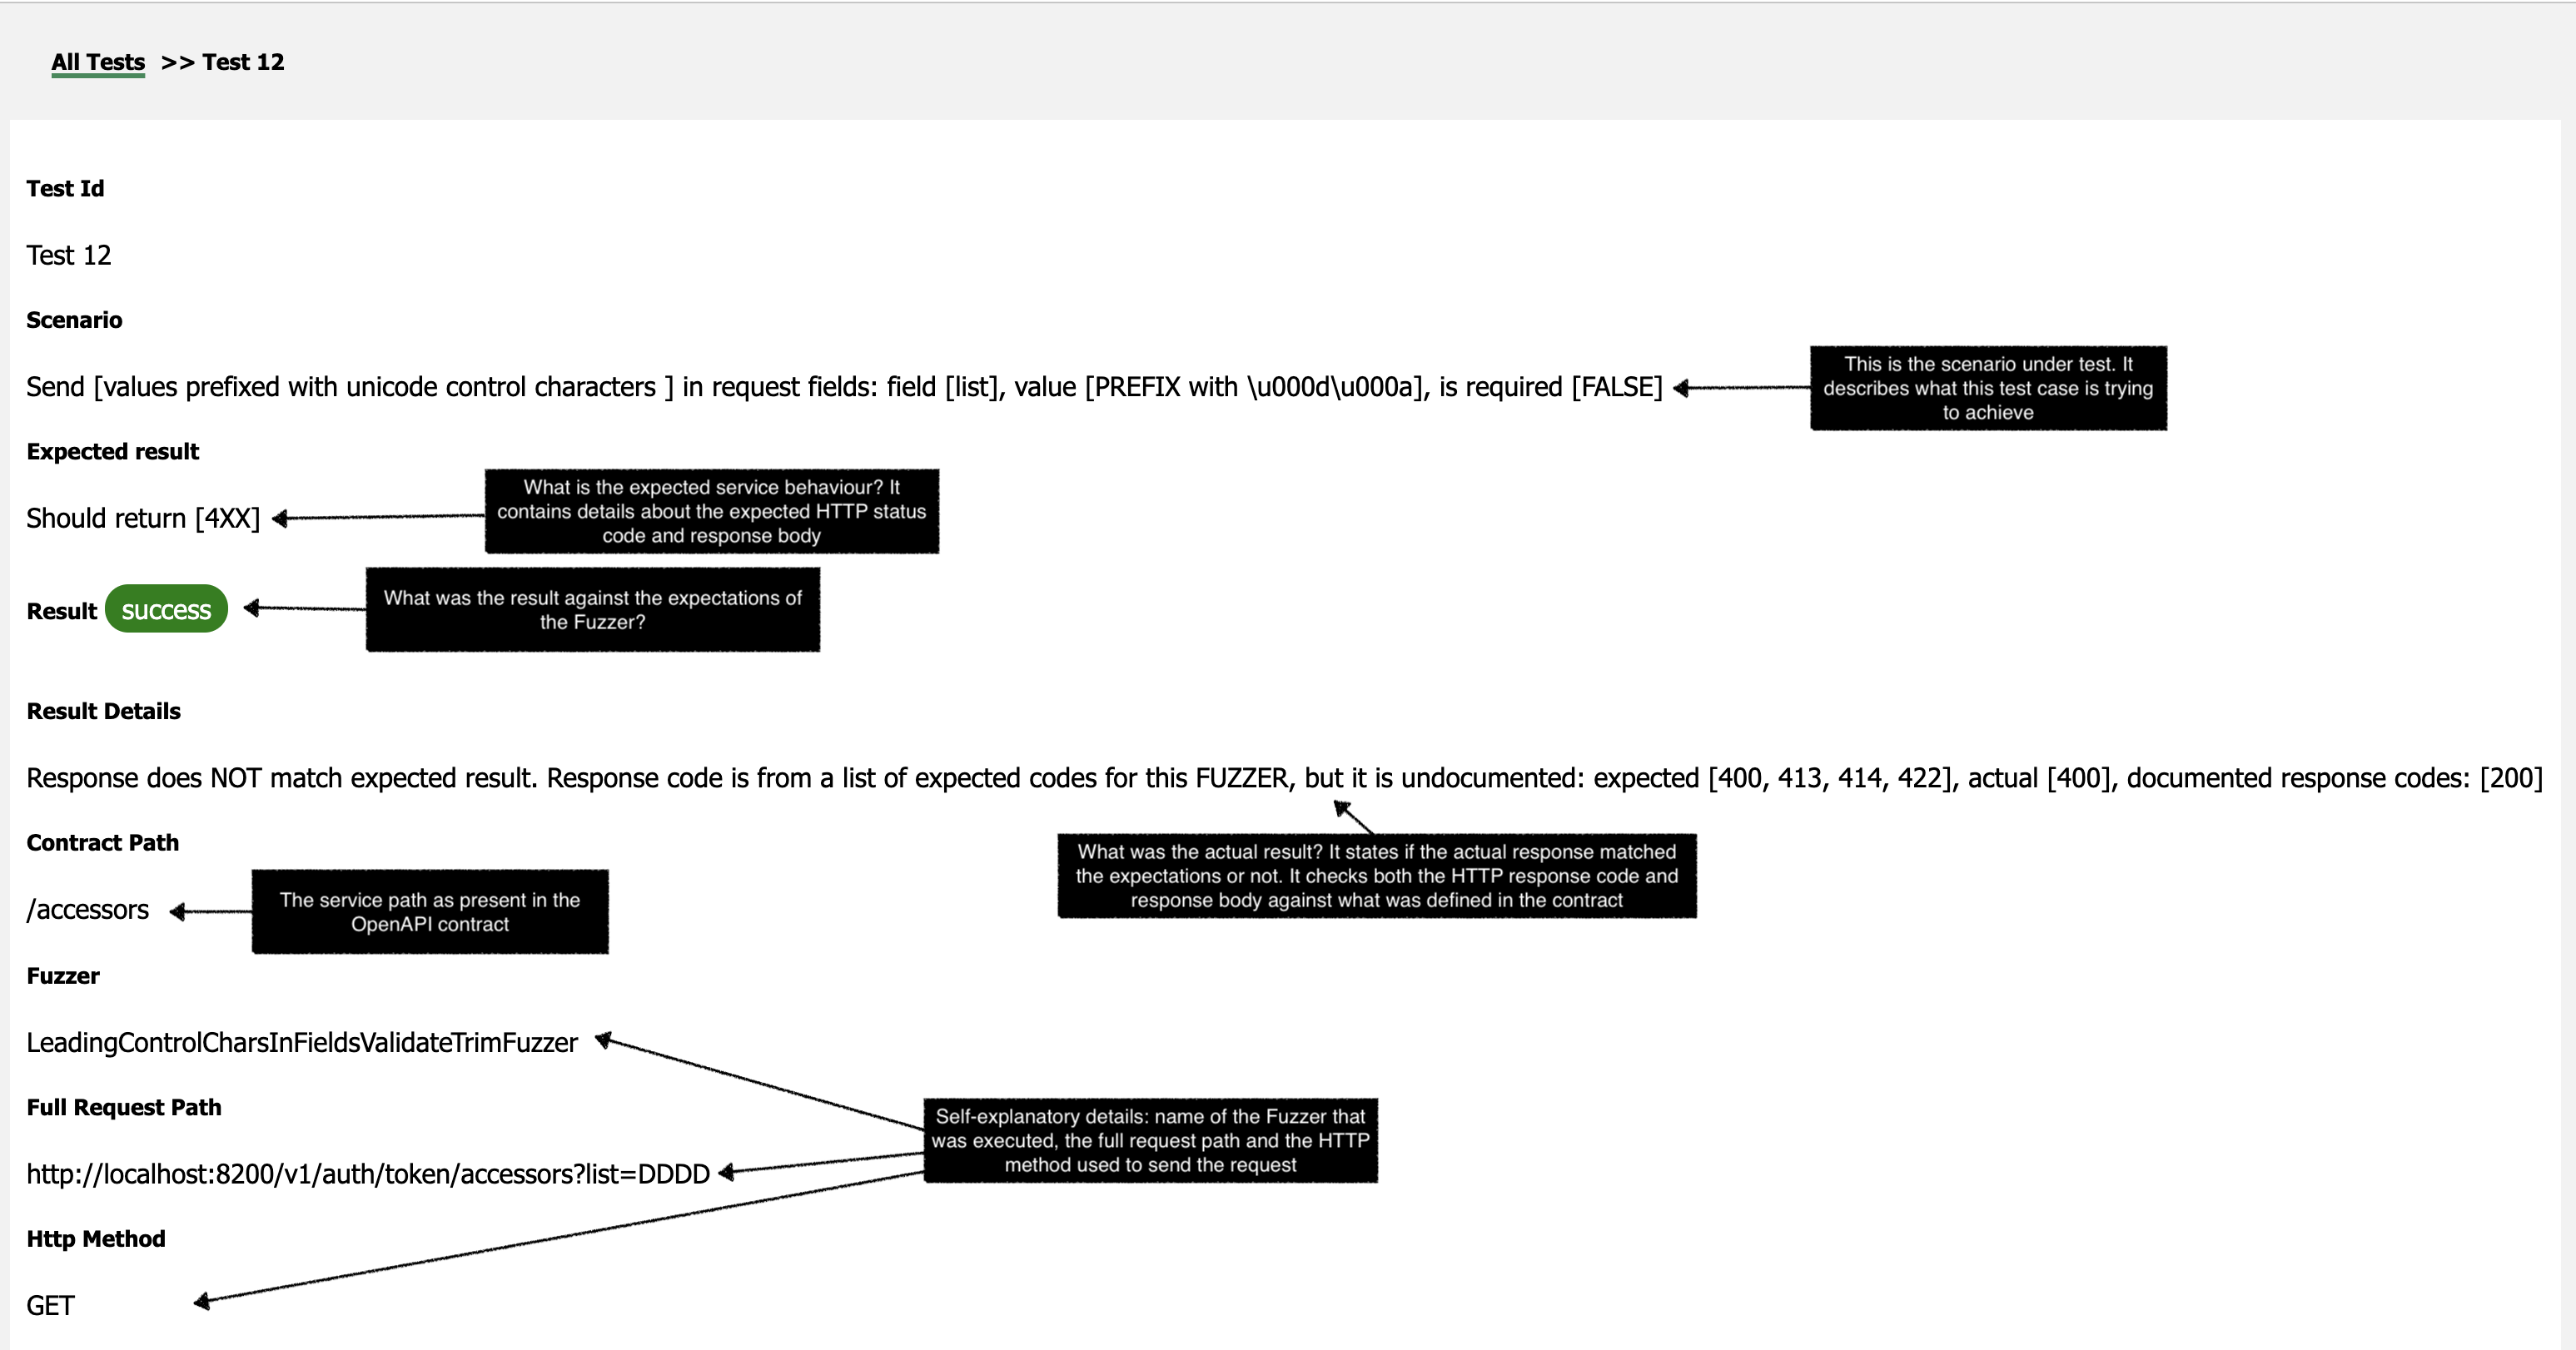 All Tests >> Test 12
Test Id
Test 12
Scenario
Send [values prefixed with unicode control characters ] in request fields: field [list], value [PREFIX with \u000d\u000a], is required [FALSE]
This is the scenario under test. It
describes what this test case is trying
to achieve
Expected result
Should return [4XX]
What is the expected service behaviour? It
contains details about the expected HTTP status
code and response body
Result success
What was the result against the expectations of
the Fuzzer?
Result Details
Response does NOT match expected result. Response code is from a list of expected codes for this FUZZER, but it is undocumented: expected [400, 413, 414, 422], actual [400], documented response codes: [200]
What was the actual result? It states if the actual response matched
the expectations or not. It checks both the HTTP response code and
response body against what was defined in the contract
Contract Path
/accessors
The service path as present in the
OpenAPI contract
Fuzzer
LeadingControlCharsInFieldsValidateTrimFuzzer
Full Request Path
http://localhost:8200/v1/auth/token/accessors?list=DDDD
Self-explanatory details: name of the Fuzzer that
was executed, the full request path and the HTTP
method used to send the request
Http Method
GET